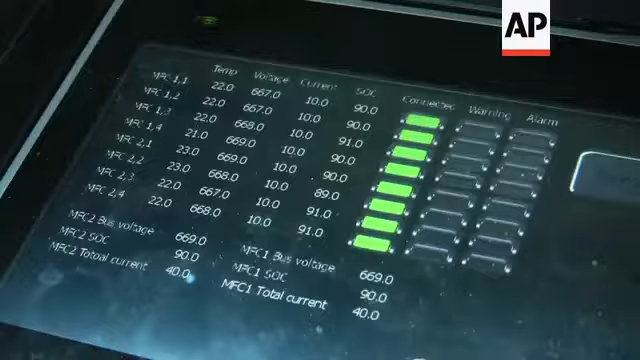 Temp Voltage Current SOC Connected Warning Alarm
MFC 1,1 22.0 667.0 10.0 90.0
MFC 1,2 22.0 667.0 10.0 90.0
MFC 1,3 22.0 668.0 10.0 91.0
MFC 1,4 21.0 669.0 10.0 90.0
MFC 2,1 23.0 669.0 10.0 90.0
MFC 2,2 23.0 668.0 10.0 89.0
MFC 2,3 22.0 667.0 10.0 91.0
MFC 2,4 22.0 668.0 10.0 91.0
MFC2 Bus voltage 669.0
MFC2 SOC 90.0
MFC2 Totoal current 40.0
MFC1 Bus voltage 669.0
MFC1 SOC 90.0
MFC1 Total current 40.0
AP